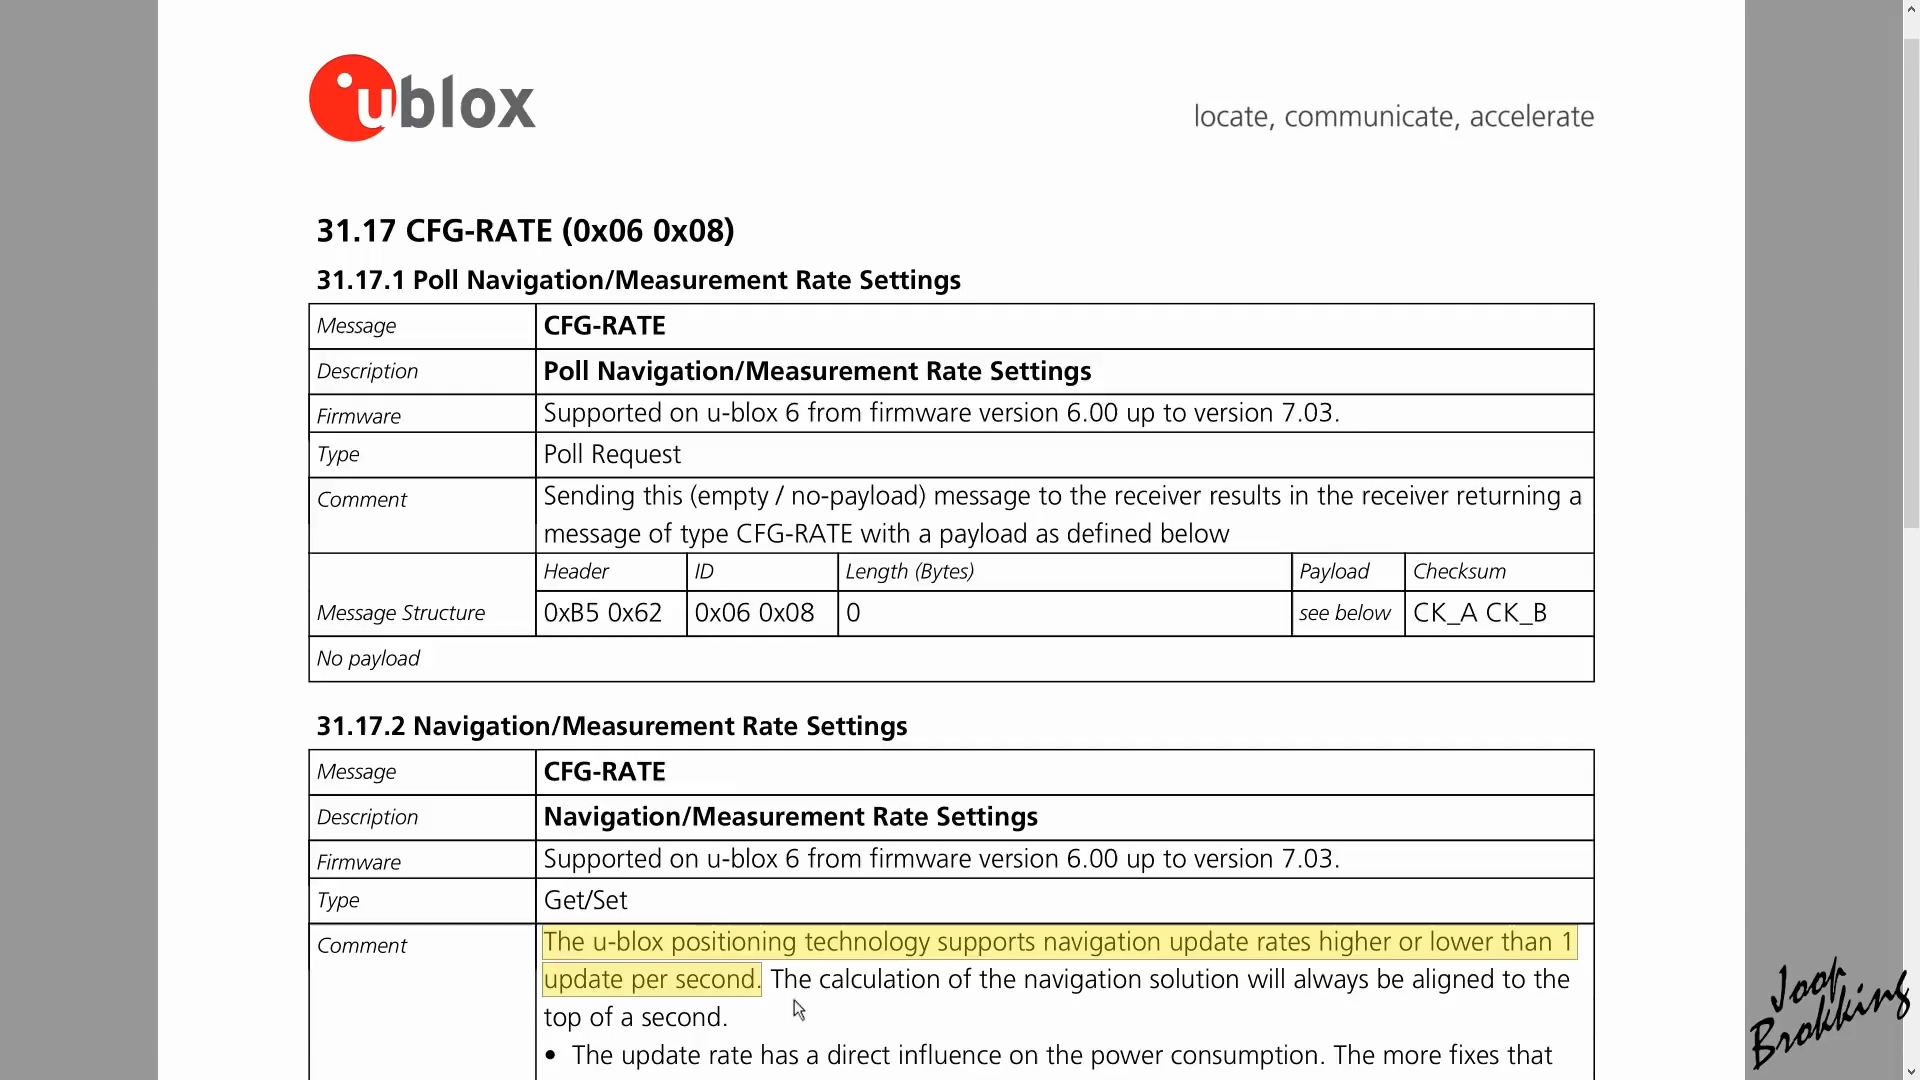 ublox
locate, communicate, accelerate
31.17 CFG-RATE (0x06 0x08)
31.17.1 Poll Navigation/Measurement Rate Settings
Message CFG-RATE
Description Poll Navigation/Measurement Rate Settings
Firmware Supported on u-blox 6 from firmware version 6.00 up to version 7.03.
Type Poll Request
Comment Sending this (empty / no-payload) message to the receiver results in the receiver returning a
message of type CFG-RATE with a payload as defined below
Header ID Length (Bytes) Payload Checksum
Message Structure 0xB5 0x62 0x06 0x08 0 see below CK_A CK_B
No payload
31.17.2 Navigation/Measurement Rate Settings
Message CFG-RATE
Description Navigation/Measurement Rate Settings
Firmware Supported on u-blox 6 from firmware version 6.00 up to version 7.03.
Type Get/Set
Comment The u-blox positioning technology supports navigation update rates higher or lower than 1
update per second. The calculation of the navigation solution will always be aligned to the
top of a second.
• The update rate has a direct influence on the power consumption. The more fixes that
Joop
Brokking